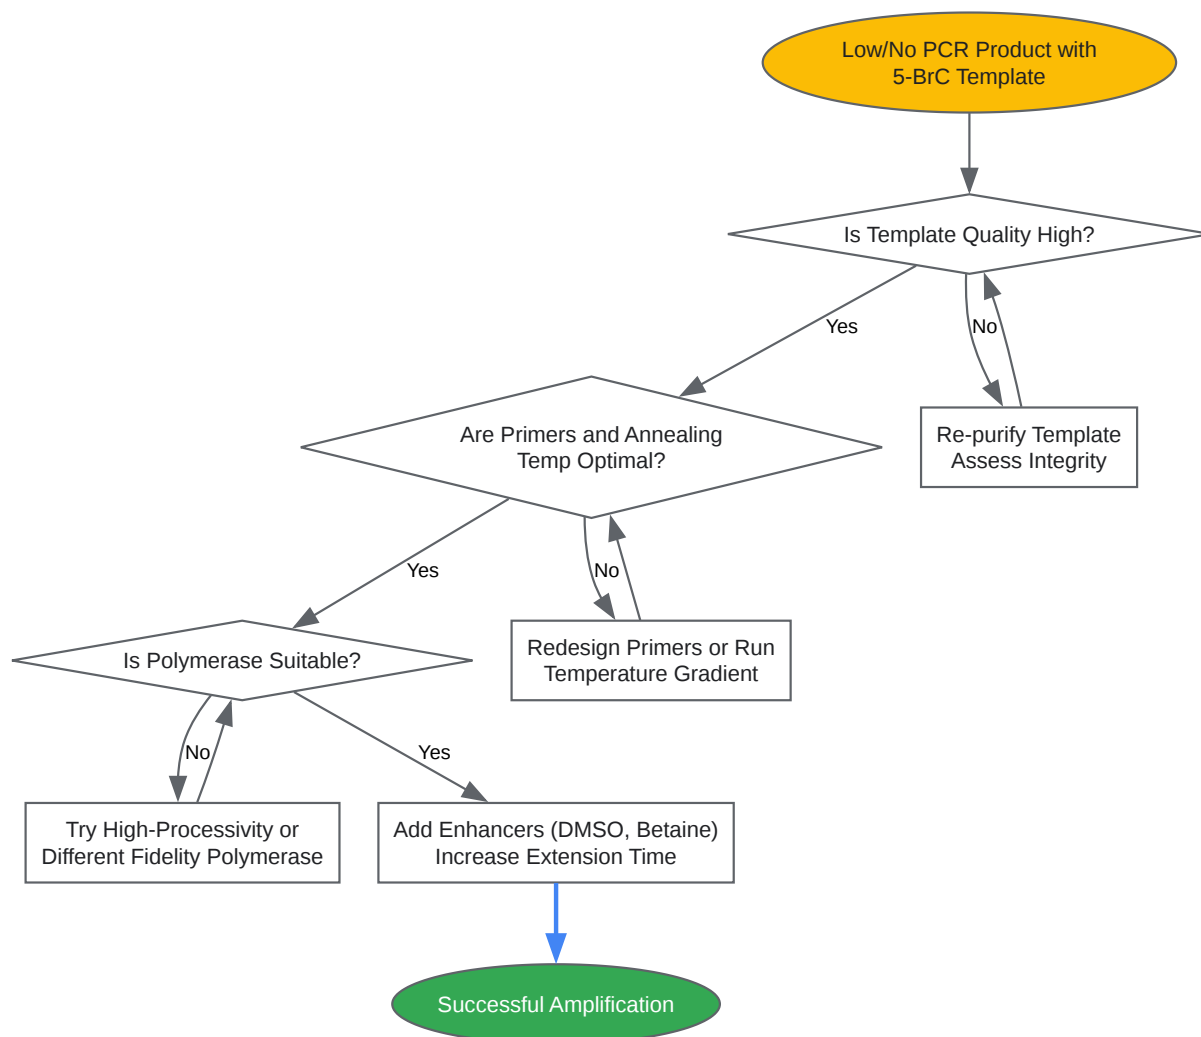 Low/No PCR Product with
5-BrC Template
Is Template Quality High?
Yes
No
Re-purify Template
Assess Integrity
Are Primers and Annealing
Temp Optimal?
Yes
No
Redesign Primers or Run
Temperature Gradient
Is Polymerase Suitable?
No
Yes
Try High-Processivity or
Different Fidelity Polymerase
Add Enhancers (DMSO, Betaine)
Increase Extension Time
Successful Amplification